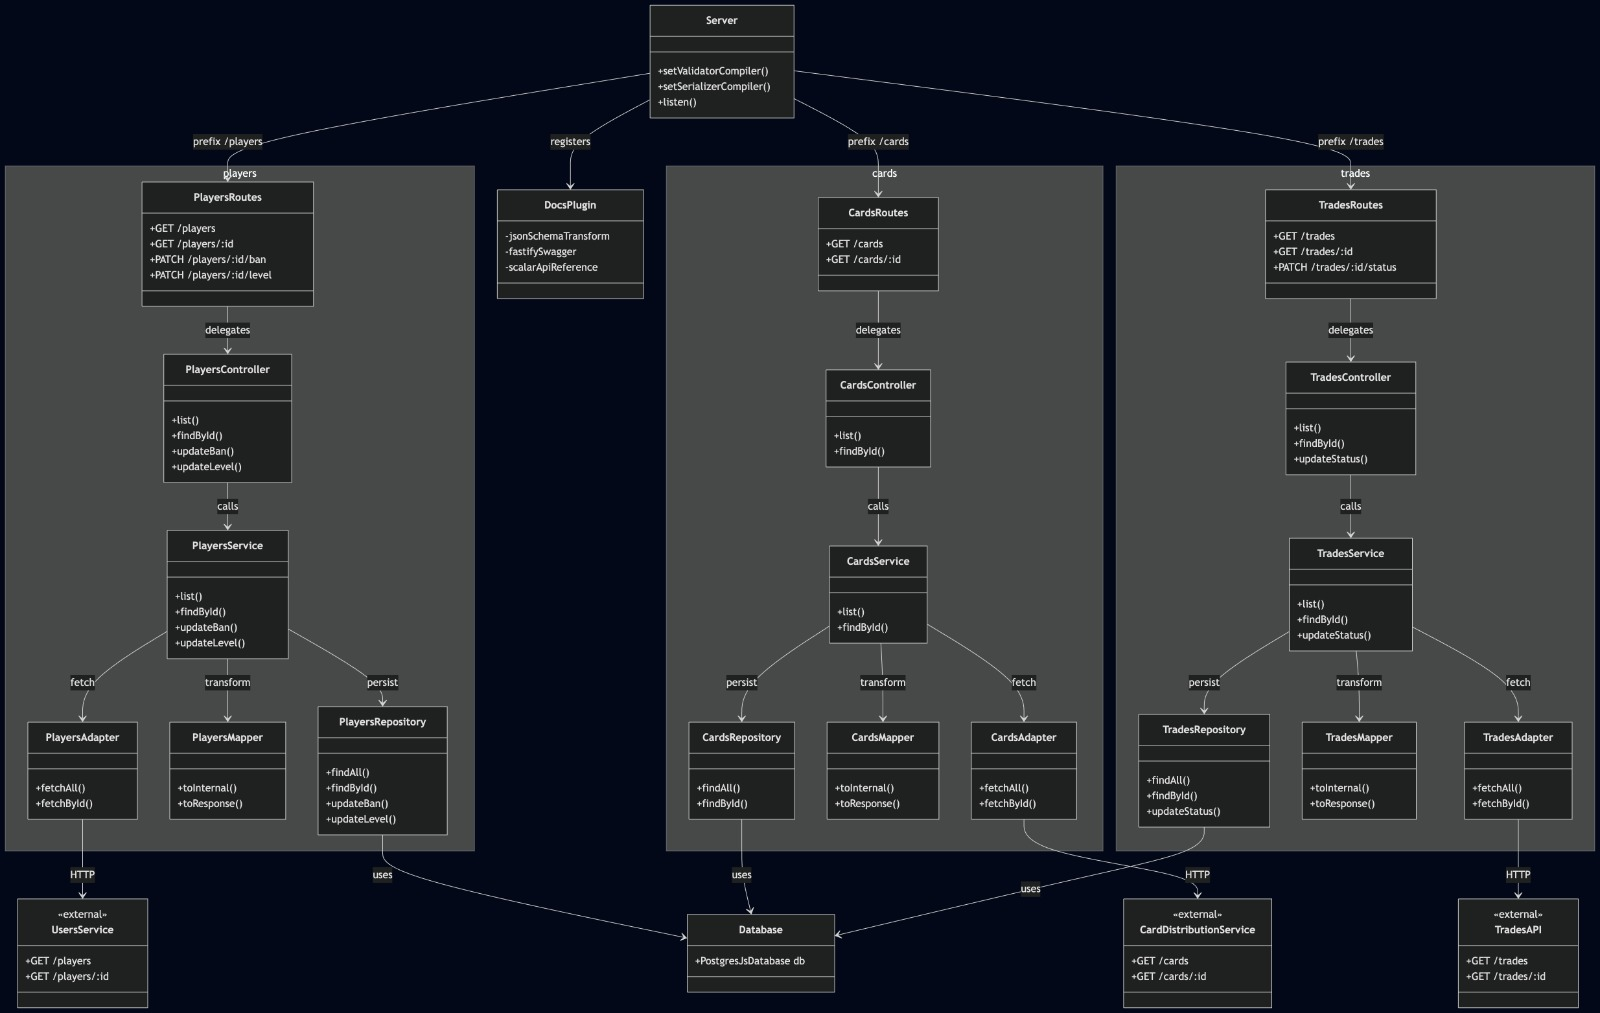 Server
+setValidatorCompiler()
+setSerializerCompiler()
+listen()
prefix /players
registers
prefix /cards
prefix /trades
players
PlayersRoutes
+GET /players
+GET /players/:id
+PATCH /players/:id/ban
+PATCH /players/:id/level
delegates
PlayersController
+list()
+findById()
+updateBan()
+updateLevel()
calls
PlayersService
+list()
+findById()
+updateBan()
+updateLevel()
fetch
transform
persist
PlayersAdapter
+fetchAll()
+fetchById()
PlayersMapper
+toInternal()
+toResponse()
PlayersRepository
+findAll()
+findById()
+updateBan()
+updateLevel()
DocsPlugin
-jsonSchemaTransform
-fastifySwagger
-scalarApiReference
cards
CardsRoutes
+GET /cards
+GET /cards/:id
delegates
CardsController
+list()
+findById()
calls
CardsService
+list()
+findById()
persist
transform
fetch
CardsRepository
+findAll()
+findById()
CardsMapper
+toInternal()
+toResponse()
CardsAdapter
+fetchAll()
+fetchById()
trades
TradesRoutes
+GET /trades
+GET /trades/:id
+PATCH /trades/:id/status
delegates
TradesController
+list()
+findById()
+updateStatus()
calls
TradesService
+list()
+findById()
+updateStatus()
persist
transform
fetch
TradesRepository
+findAll()
+findById()
+updateStatus()
TradesMapper
+toInternal()
+toResponse()
TradesAdapter
+fetchAll()
+fetchById()
HTTP
uses
uses
uses
HTTP
HTTP
«external»
UsersService
+GET /players
+GET /players/:id
Database
+PostgresJsDatabase db
«external»
CardDistributionService
+GET /cards
+GET /cards/:id
«external»
TradesAPI
+GET /trades
+GET /trades/:id